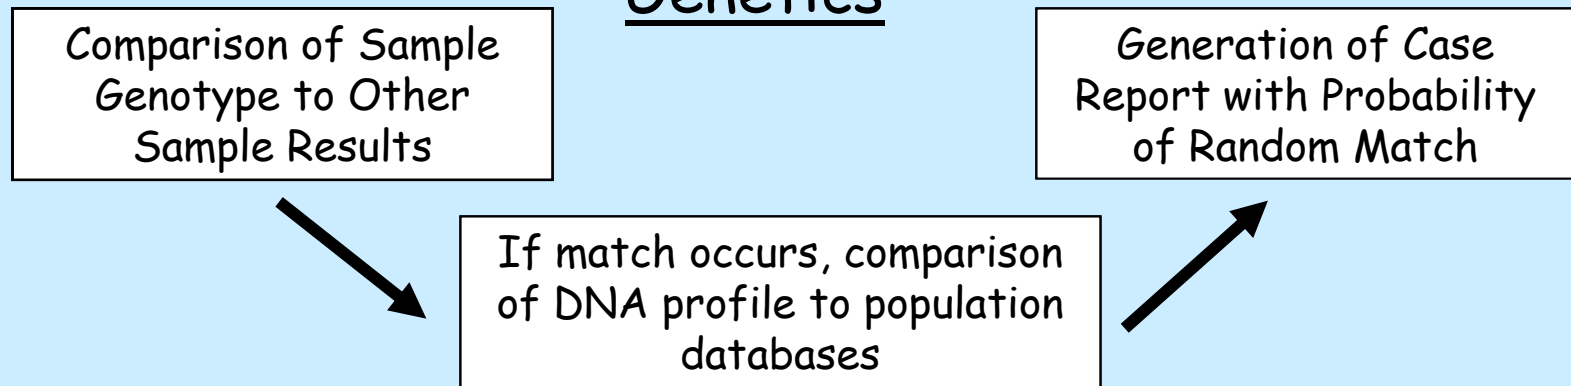 Genetics
Comparison of Sample
Genotype to Other
Sample Results
Generation of Case
Report with Probability
of Random Match
If match occurs, comparison
of DNA profile to population
databases